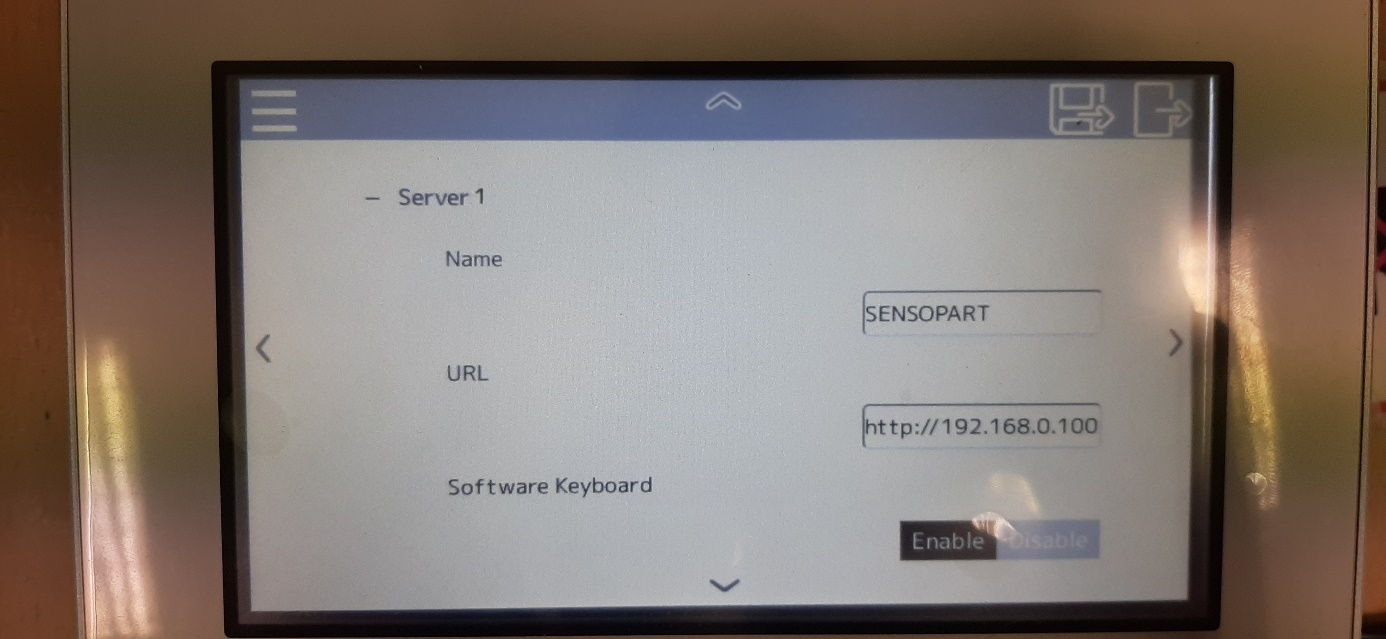 − Server 1
Name
SENSOPART
URL
http://192.168.0.100
Software Keyboard
Enable Disable